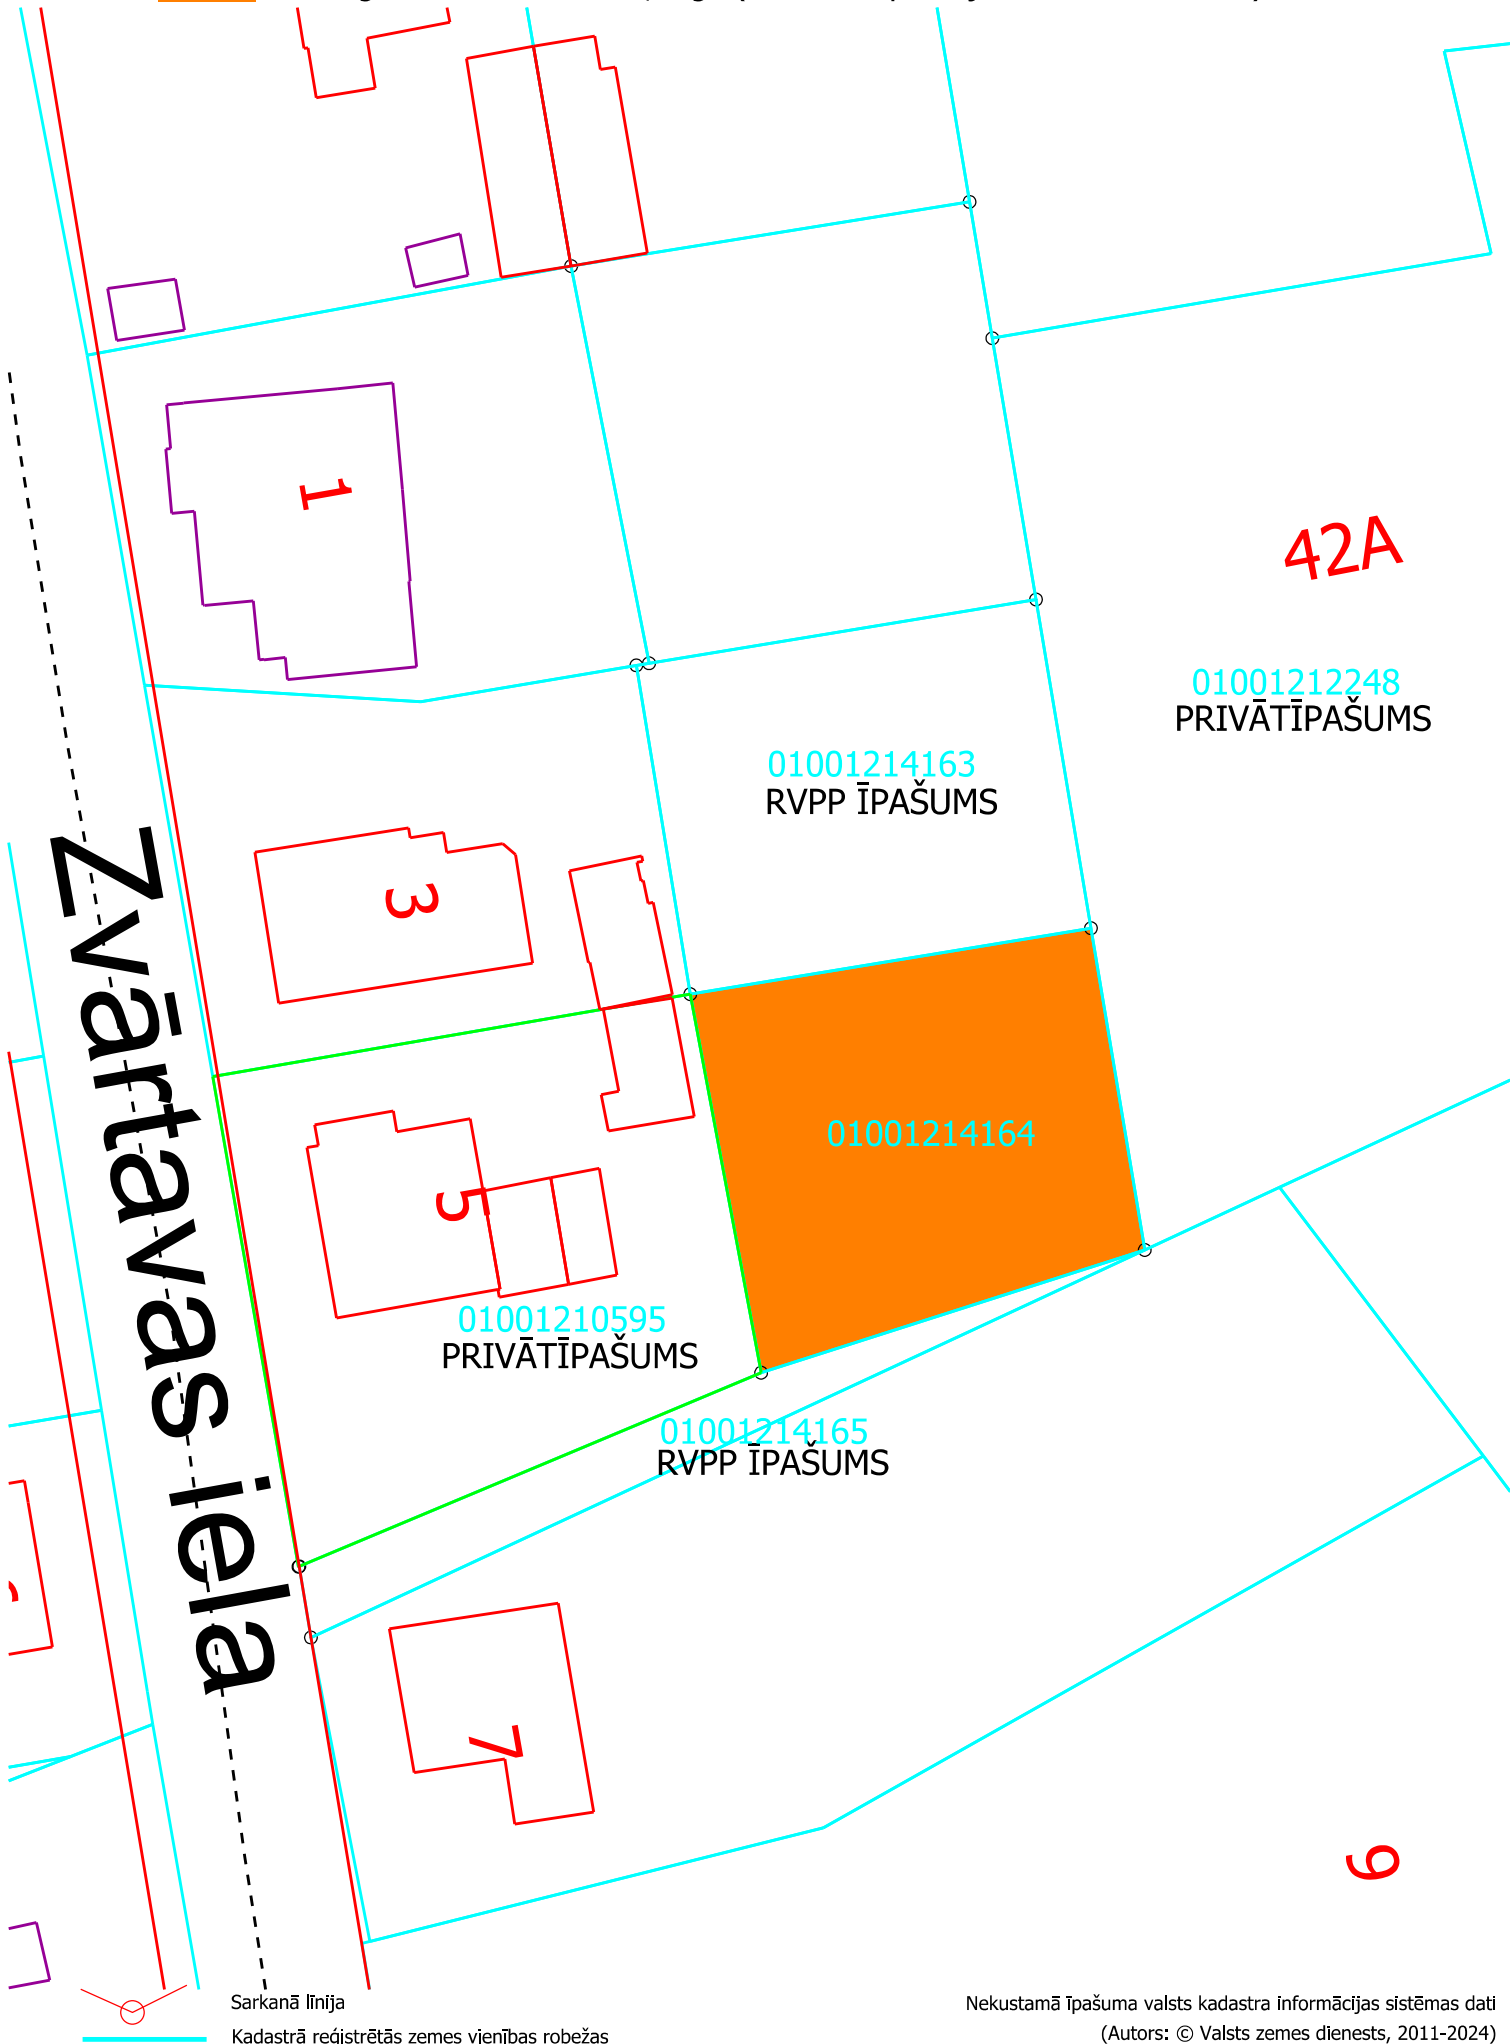 1
42A
01001212248
PRIVĀTĪPAŠUMS
01001214163
RVPP ĪPAŠUMS
Zvārtavas iela
3
01001214164
5
01001210595
PRIVĀTĪPAŠUMS
01001214165
RVPP ĪPAŠUMS
7
9
Sarkanā līnija
Nekustamā īpašuma valsts kadastra informācijas sistēmas dati
Kadastrā reģistrētās zemes vienības robežas
(Autors: © Valsts zemes dienests, 2011-2024)